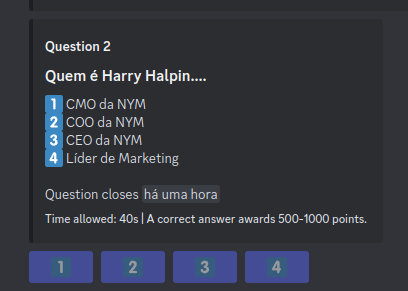 Question 2
Quem é Harry Halpin....
1 CMO da NYM
2 COO da NYM
3 CEO da NYM
4 Líder de Marketing
Question closes há uma hora
Time allowed: 40s | A correct answer awards 500-1000 points.
1 2 3 4